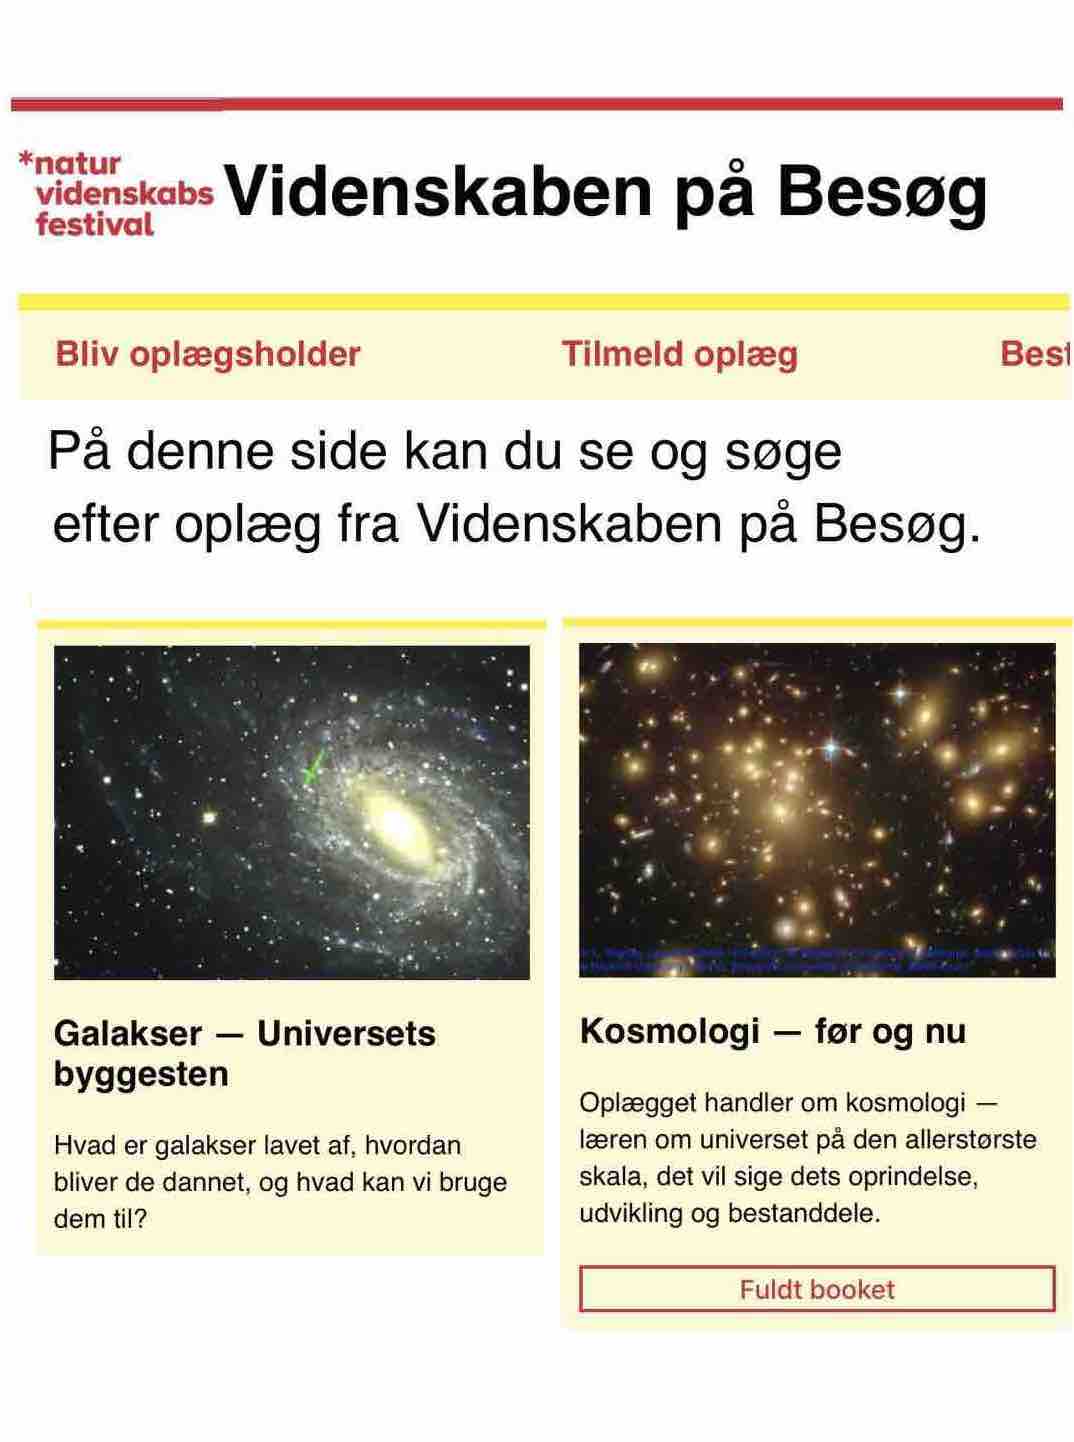 *natur
videnskabs
festival
Videnskaben på Besøg
Bliv oplægsholder
Tilmeld oplæg
På denne side kan du se og søge
efter oplæg fra Videnskaben på Besøg.
Galakser — Universets
byggesten
Hvad er galakser lavet af, hvordan
bliver de dannet, og hvad kan vi bruge
dem til?
Kosmologi — før og nu
Oplægget handler om kosmologi —
læren om universet på den allerstørste
skala, det vil sige dets oprindelse,
udvikling og bestanddele.
Fuldt booket